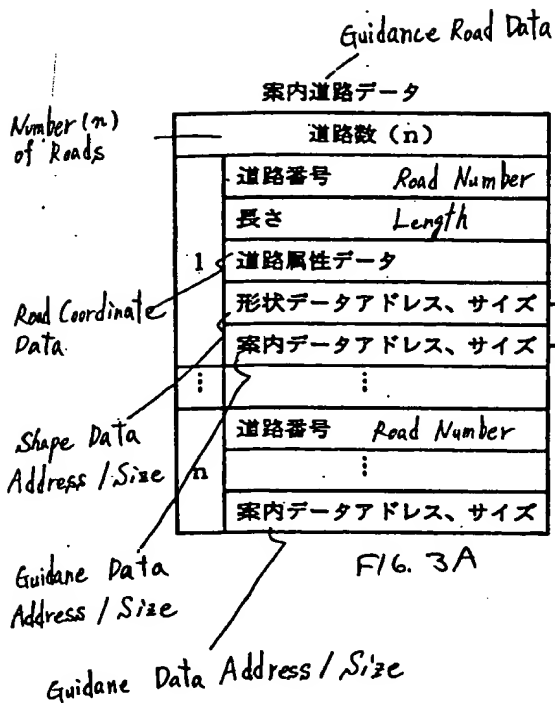 Guidance Road Data
案内道路データ
Number (n)
of Roads
道路数 (n)
道路番号 Road Number
長さ Length
1
道路属性データ
Road Coordinate
Data.
形状データアドレス、サイズ
案内データアドレス、サイズ
⋮ ⋮
Shape Data
Address / Size
道路番号 Road Number
n
⋮
案内データアドレス、サイズ
FIG. 3A
Guidane Data
Address / Size
Guidane Data Address / Size